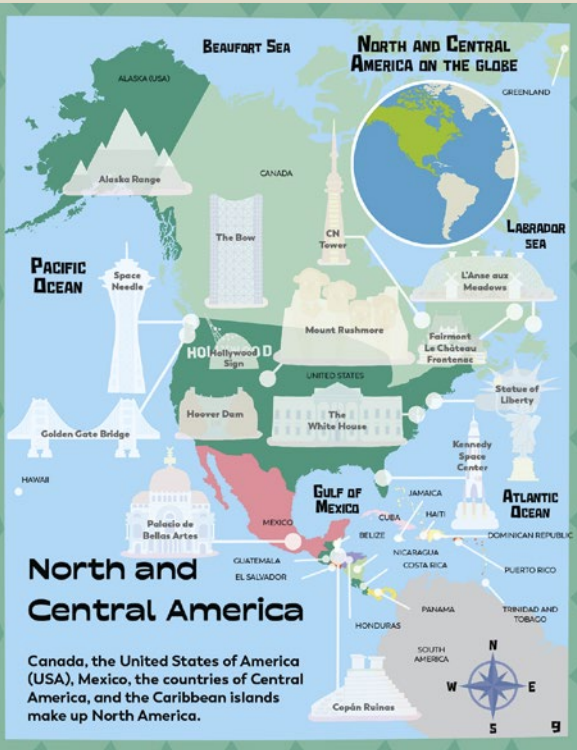 BEAUFORT SEA
NORTH AND CENTRAL
AMERICA ON THE GLOBE
ALASKA (USA)
GREENLAND
Alaska Range
CANADA
The Bow
CN
Tower
LABRADOR
SEA
PACIFIC
OCEAN
Space
Needle
L'Anse aux
Meadows
Mount Rushmore
Fairmont
Le Château
Frontenac
HOLLYWOOD
Hollywood
Sign
UNITED STATES
Statue of
Liberty
Hoover Dam
The
White House
Golden Gate Bridge
Kennedy
Space
Center
HAWAII
GULF OF
MEXICO
JAMAICA
ATLANTIC
OCEAN
Palacio de
Bellas Artes
MEXICO
CUBA
HAITI
BELIZE
DOMINICAN REPUBLIC
NICARAGUA
GUATEMALA
COSTA RICA
EL SALVADOR
PUERTO RICO
North and
Central America
PANAMA
TRINIDAD AND
TOBAGO
HONDURAS
SOUTH
AMERICA
Canada, the United States of America
(USA), Mexico, the countries of Central
America, and the Caribbean islands
make up North America.
Copán Ruinas
N
W
E
S
9